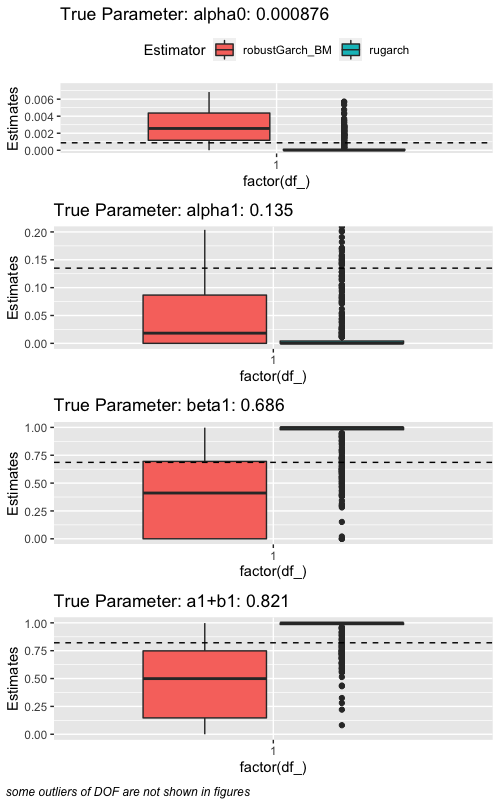 True Parameter: alpha0: 0.000876
Estimator robustGarch_BM rugarch
Estimates
0.006
0.004
0.002
0.000
1
factor(df_)
True Parameter: alpha1: 0.135
Estimates
0.20
0.15
0.10
0.05
0.00
1
factor(df_)
True Parameter: beta1: 0.686
Estimates
1.00
0.75
0.50
0.25
0.00
1
factor(df_)
True Parameter: a1+b1: 0.821
Estimates
1.00
0.75
0.50
0.25
0.00
1
factor(df_)
some outliers of DOF are not shown in figures